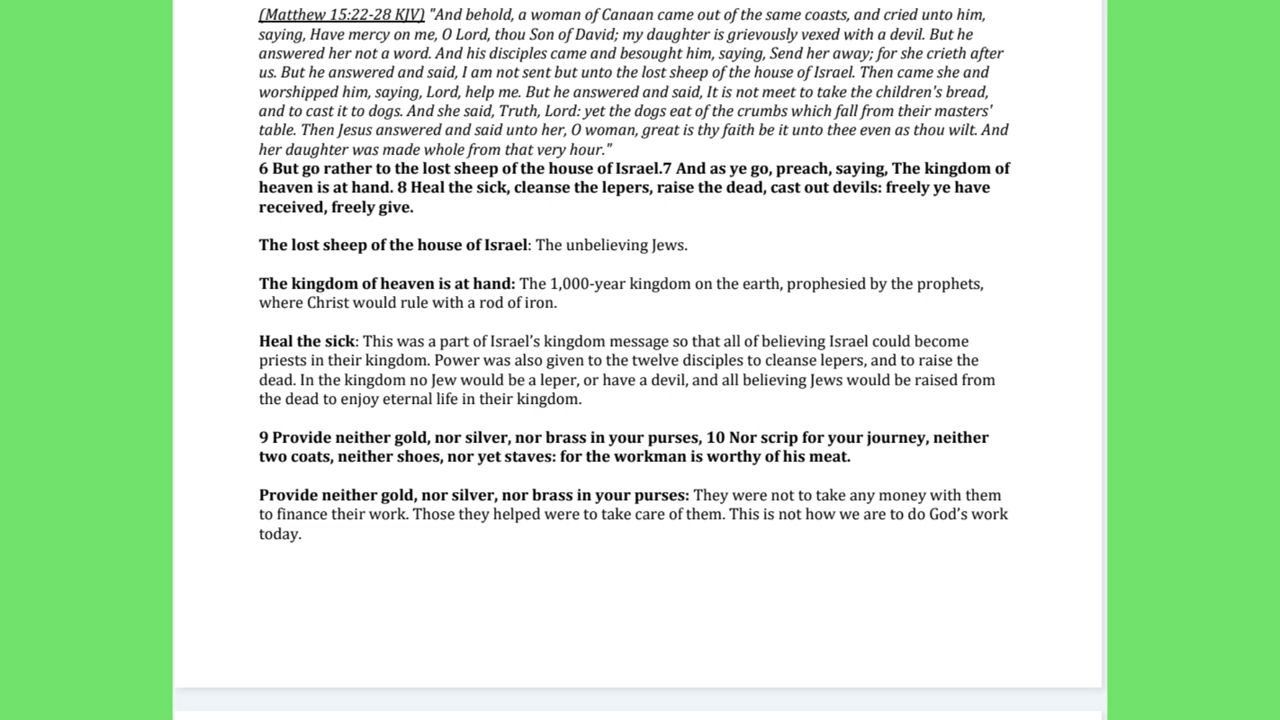 (Matthew 15:22-28 KJV) "And behold, a woman of Canaan came out of the same coasts, and cried unto him,
saying, Have mercy on me, O Lord, thou Son of David; my daughter is grievously vexed with a devil. But he
answered her not a word. And his disciples came and besought him, saying, Send her away; for she crieth after
us. But he answered and said, I am not sent but unto the lost sheep of the house of Israel. Then came she and
worshipped him, saying, Lord, help me. But he answered and said, It is not meet to take the children's bread,
and to cast it to dogs. And she said, Truth, Lord: yet the dogs eat of the crumbs which fall from their masters'
table. Then Jesus answered and said unto her, O woman, great is thy faith be it unto thee even as thou wilt. And
her daughter was made whole from that very hour."
6 But go rather to the lost sheep of the house of Israel.7 And as ye go, preach, saying, The kingdom of
heaven is at hand. 8 Heal the sick, cleanse the lepers, raise the dead, cast out devils: freely ye have
received, freely give.
The lost sheep of the house of Israel: The unbelieving Jews.
The kingdom of heaven is at hand: The 1,000-year kingdom on the earth, prophesied by the prophets,
where Christ would rule with a rod of iron.
Heal the sick: This was a part of Israel's kingdom message so that all of believing Israel could become
priests in their kingdom. Power was also given to the twelve disciples to cleanse lepers, and to raise the
dead. In the kingdom no Jew would be a leper, or have a devil, and all believing Jews would be raised from
the dead to enjoy eternal life in their kingdom.
9 Provide neither gold, nor silver, nor brass in your purses, 10 Nor scrip for your journey, neither
two coats, neither shoes, nor yet staves: for the workman is worthy of his meat.
Provide neither gold, nor silver, nor brass in your purses: They were not to take any money with them
to finance their work. Those they helped were to take care of them. This is not how we are to do God's work
today.